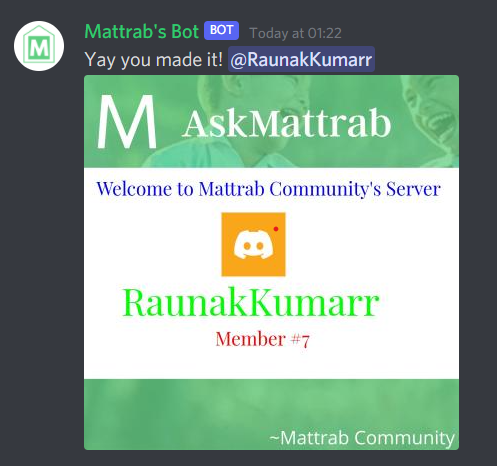 Mattrab's Bot BOT Today at 01:22
Yay you made it! @RaunakKumarr
M AskMattrab
Welcome to Mattrab Community's Server
RaunakKumarr
Member #7
~Mattrab Community